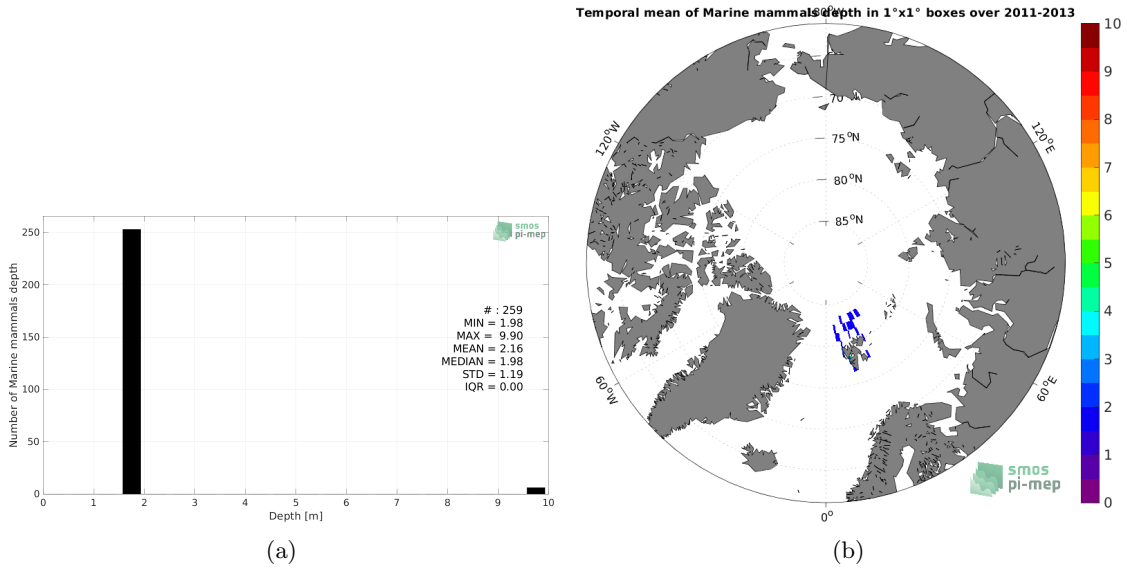 Number of Marine mammals depth
250
200
150
100
50
0
0 1 2 3 4 5 6 7 8 9 10
Depth [m]
smos
pi-mep
# : 259
MIN = 1.98
MAX = 9.90
MEAN = 2.16
MEDIAN = 1.98
STD = 1.19
IQR = 0.00
(a)
Temporal mean of Marine mammals depth in 1°x1° boxes over 2011-2013
120°W
75°N
120°E
80°N
85°N
60°W
60°E
0°
smos
pi-mep
10
9
8
7
6
5
4
3
2
1
0
(b)